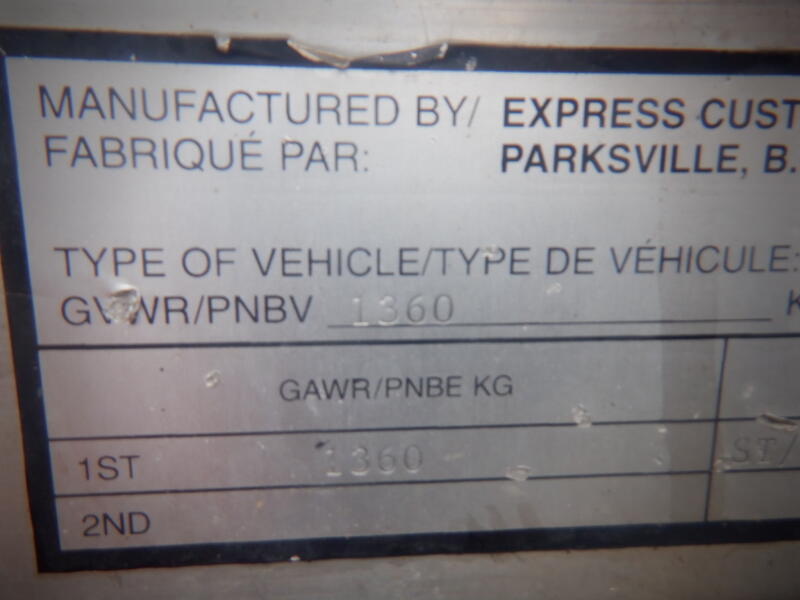 MANUFACTURED BY/ EXPRESS CUST
FABRIQUÉ PAR: PARKSVILLE, B.
TYPE OF VEHICLE/TYPE DE VÉHICULE:
GVWR/PNBV 1360 K
GAWR/PNBE KG
1ST 1360 ST/
2ND